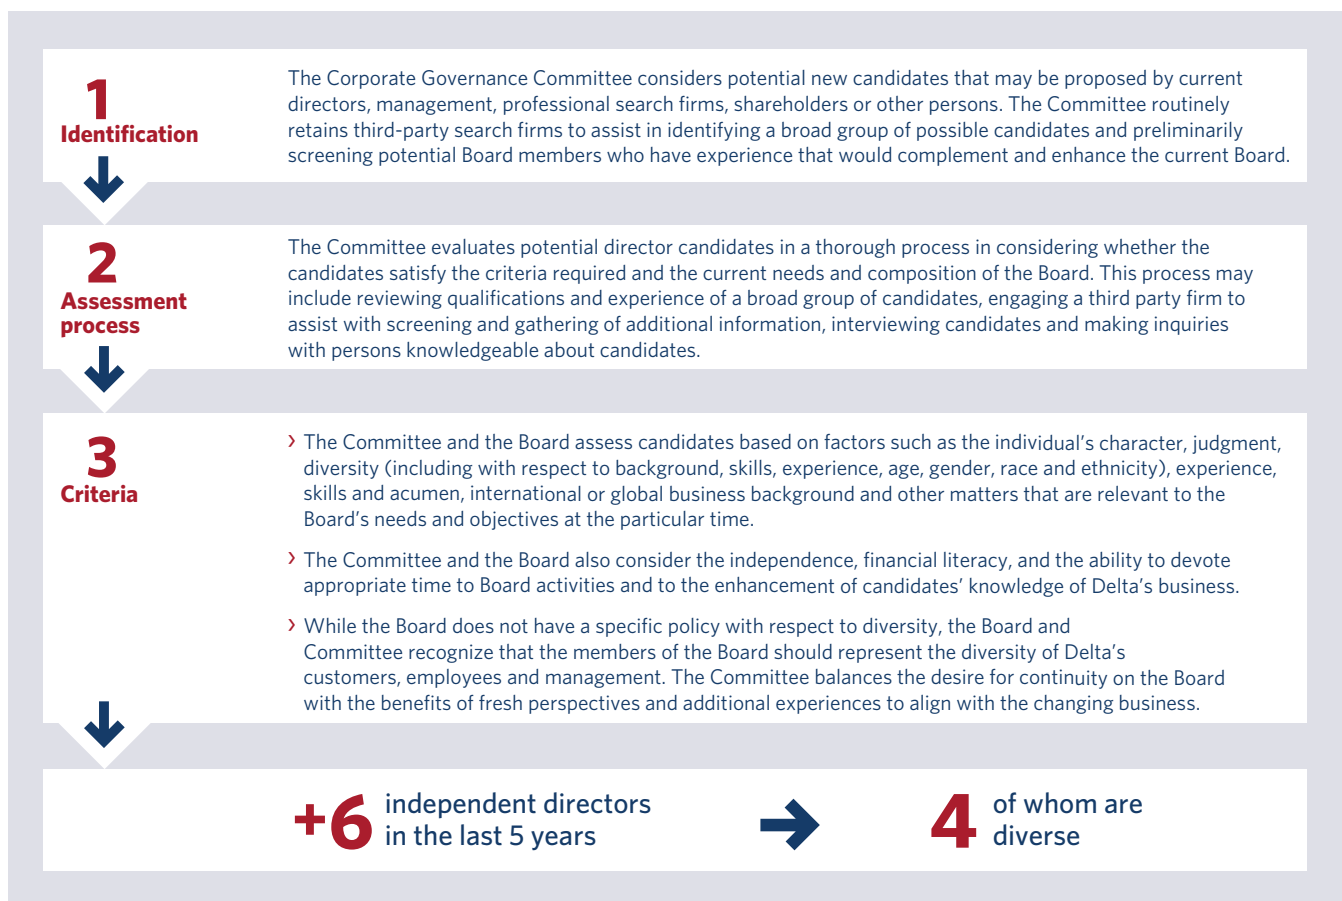 1
Identification
The Corporate Governance Committee considers potential new candidates that may be proposed by current
directors, management, professional search firms, shareholders or other persons. The Committee routinely
retains third-party search firms to assist in identifying a broad group of possible candidates and preliminarily
screening potential Board members who have experience that would complement and enhance the current Board.
2
Assessment
process
The Committee evaluates potential director candidates in a thorough process in considering whether the
candidates satisfy the criteria required and the current needs and composition of the Board. This process may
include reviewing qualifications and experience of a broad group of candidates, engaging a third party firm to
assist with screening and gathering of additional information, interviewing candidates and making inquiries
with persons knowledgeable about candidates.
3
Criteria
› The Committee and the Board assess candidates based on factors such as the individual’s character, judgment,
diversity (including with respect to background, skills, experience, age, gender, race and ethnicity), experience,
skills and acumen, international or global business background and other matters that are relevant to the
Board’s needs and objectives at the particular time.
› The Committee and the Board also consider the independence, financial literacy, and the ability to devote
appropriate time to Board activities and to the enhancement of candidates’ knowledge of Delta’s business.
› While the Board does not have a specific policy with respect to diversity, the Board and
Committee recognize that the members of the Board should represent the diversity of Delta’s
customers, employees and management. The Committee balances the desire for continuity on the Board
with the benefits of fresh perspectives and additional experiences to align with the changing business.
+6 independent directors
in the last 5 years
4 of whom are
diverse